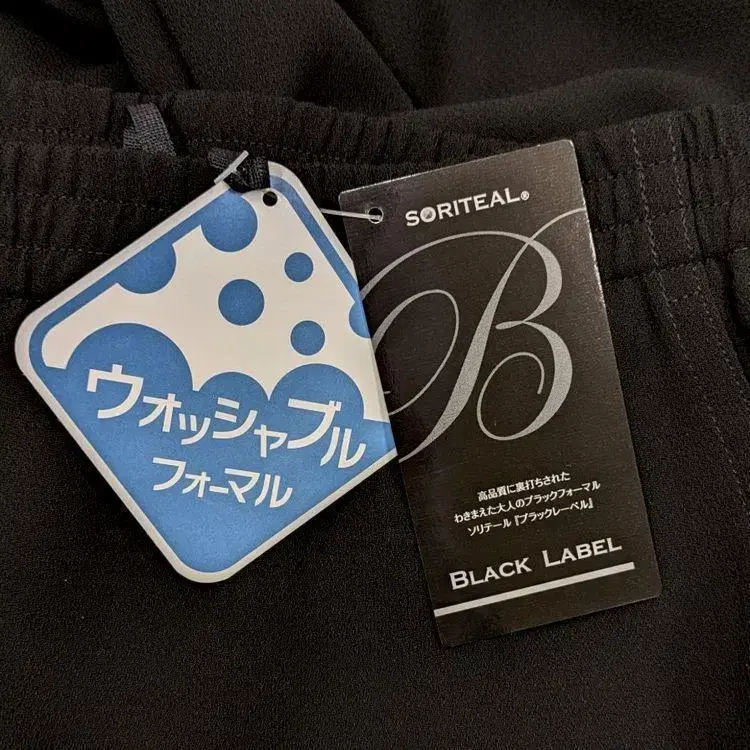 ウォッシャブル
フォーマル
SORITEAL®
B
高品質に裏打ちされた
わきまえた大人のブラックフォーマル
ソリテール『ブラックレーベル』
BLACK LABEL